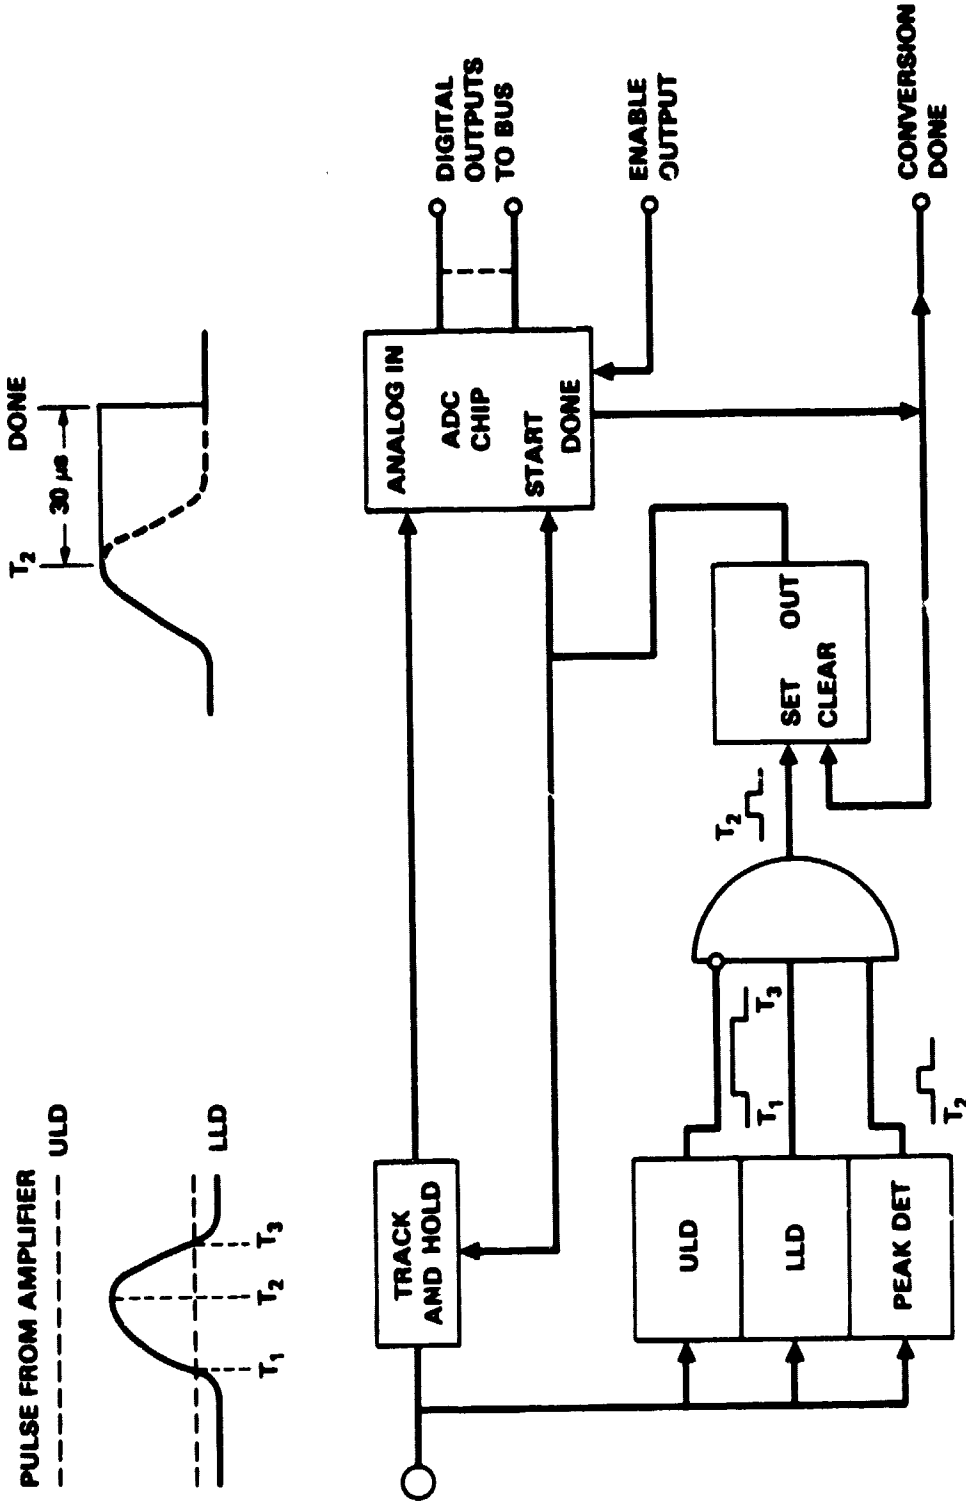 PULSE FROM AMPLIFIER
ULD
LLD
T1
T2
T3
T2
DONE
30 μs
TRACK
AND HOLD
ANALOG IN
ADC
CHIP
START
DONE
DIGITAL
OUTPUTS
TO BUS
ENABLE
OUTPUT
ULD
LLD
PEAK DET
T1
T3
T2
T2
SET
OUT
CLEAR
CONVERSION
DONE